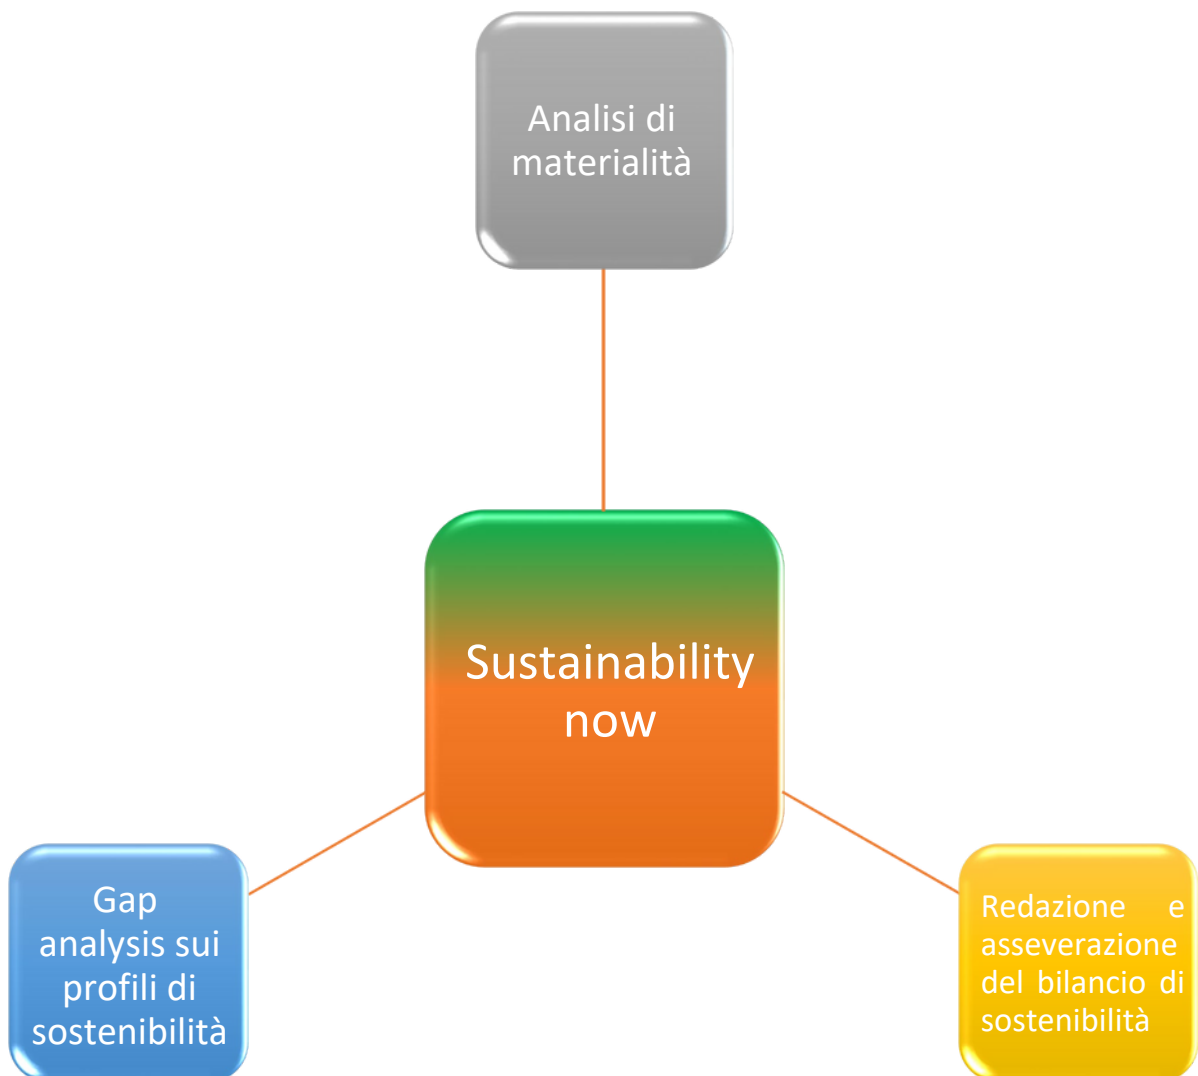 Analisi di
materialità
Sustainability
now
Gap
analysis sui
profili di
sostenibilità
Redazione e
asseverazione
del bilancio di
sostenibilità